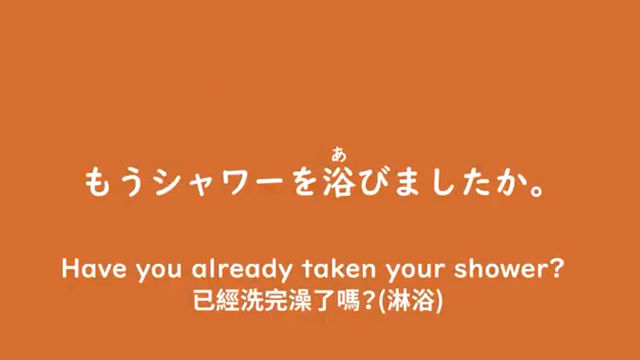 あ
もうシャワーを浴びましたか。
Have you already taken your shower?
已經洗完澡了嗎?(淋浴)